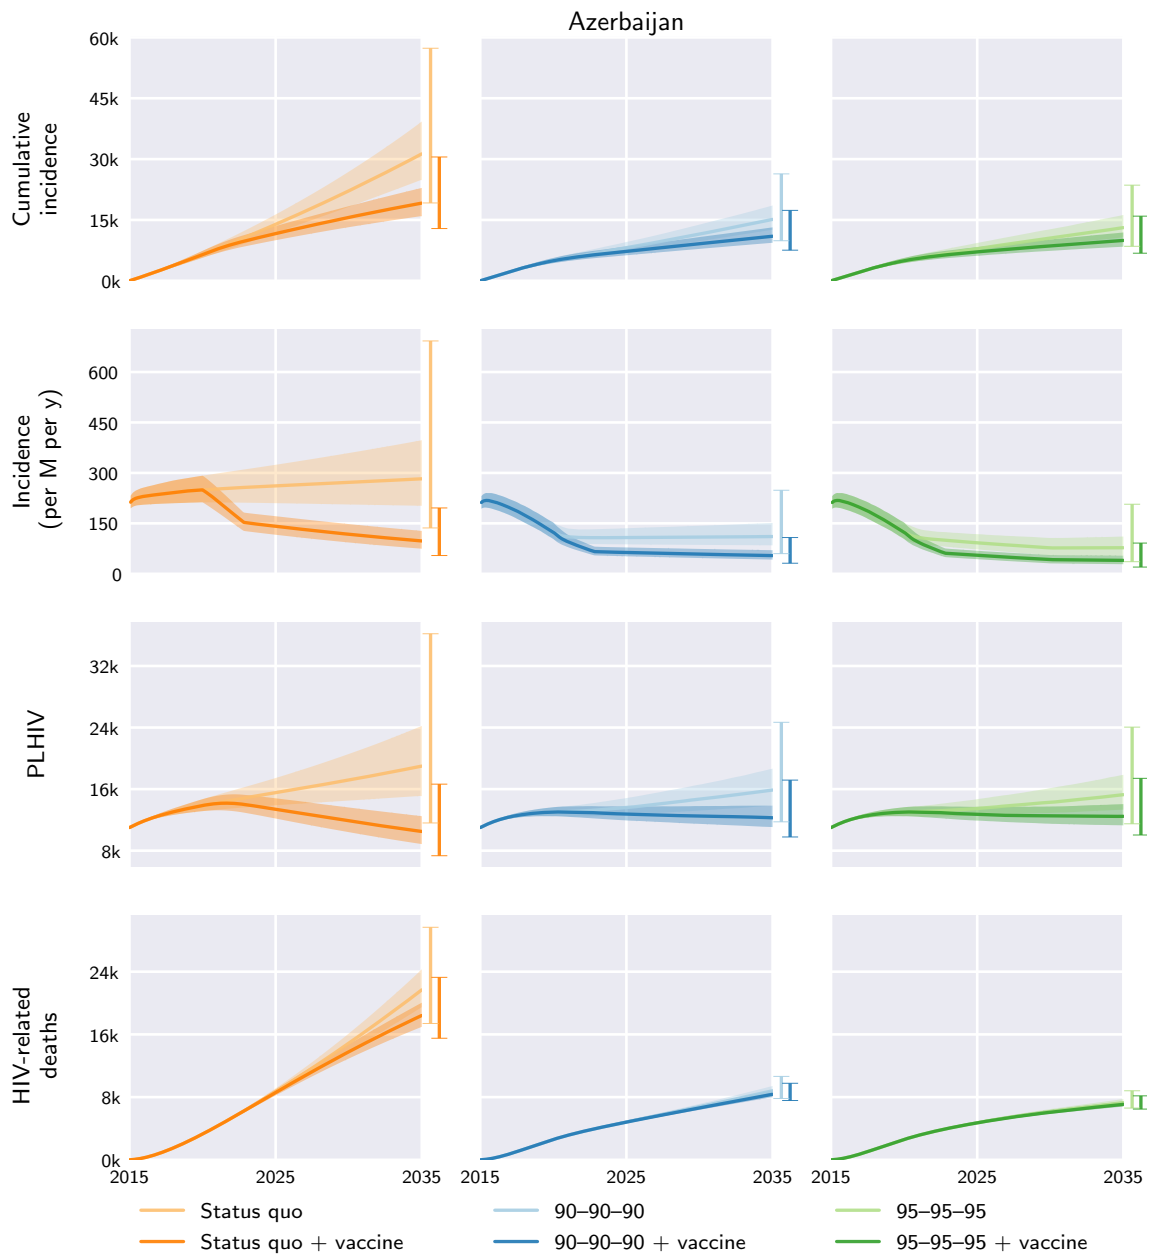 Azerbaijan
60k
45k
30k
15k
0k
Cumulative
incidence
600
450
300
150
0
Incidence
(per M per y)
32k
24k
16k
8k
PLHIV
24k
16k
8k
0k
HIV-related
deaths
2015 2025 2035 2015 2025 2035 2015 2025 2035
Status quo 90–90–90 95–95–95
Status quo + vaccine 90–90–90 + vaccine 95–95–95 + vaccine